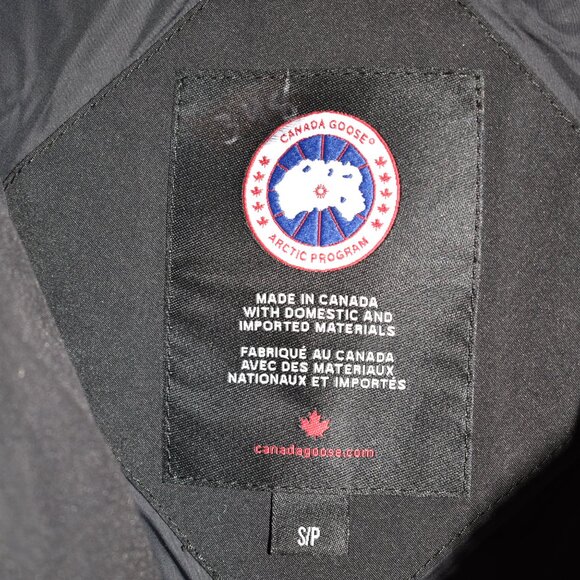 CANADA GOOSE®
ARCTIC PROGRAM
MADE IN CANADA
WITH DOMESTIC AND
IMPORTED MATERIALS
FABRIQUÉ AU CANADA
AVEC DES MATERIAUX
NATIONAUX ET IMPORTÉS
canadagoose.com
S/P